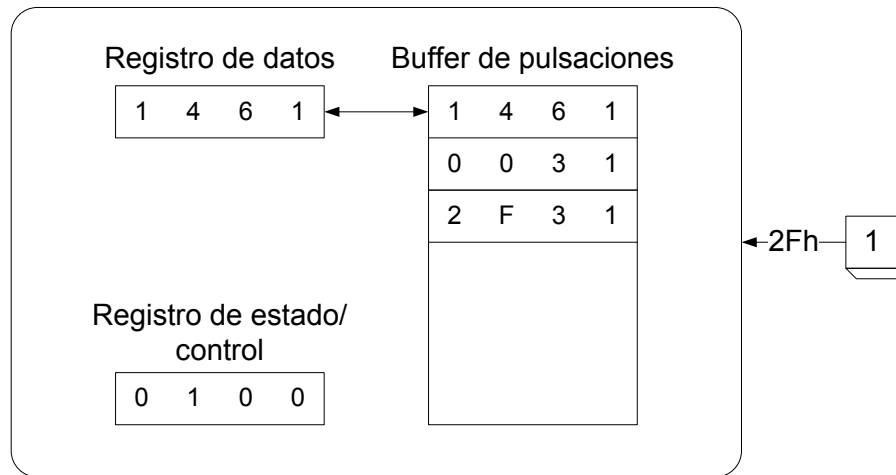 Registro de datos
Buffer de pulsaciones
1 4 6 1
1 4 6 1
0 0 3 1
2 F 3 1
2Fh
1
Registro de estado/
control
0 1 0 0